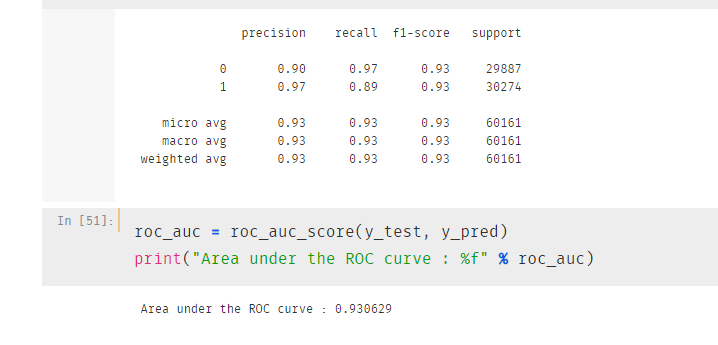 precision recall f1-score support
0 0.90 0.97 0.93 29887
1 0.97 0.89 0.93 30274
micro avg 0.93 0.93 0.93 60161
macro avg 0.93 0.93 0.93 60161
weighted avg 0.93 0.93 0.93 60161
In [51]:
roc_auc = roc_auc_score(y_test, y_pred)
print("Area under the ROC curve : %f" % roc_auc)
Area under the ROC curve : 0.930629